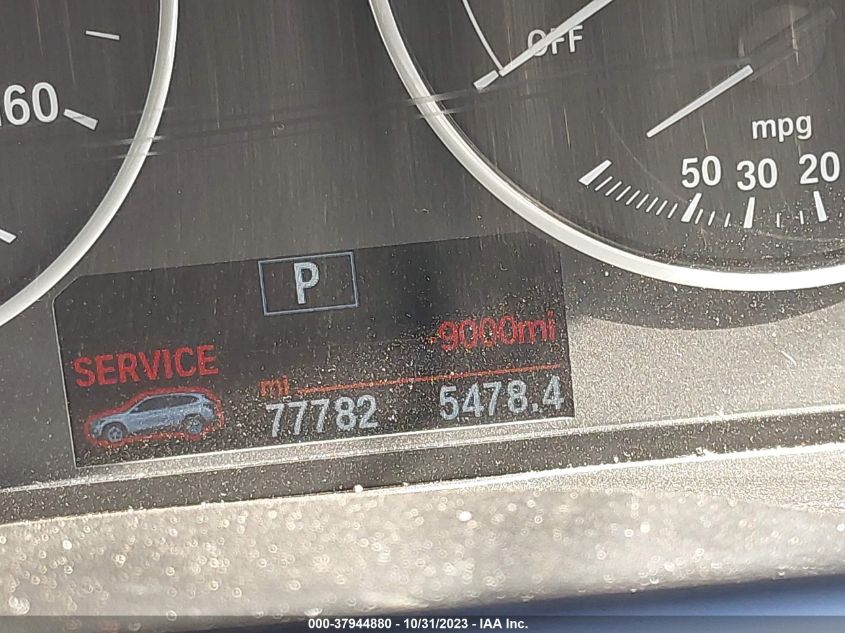 OFF
160
mpg
50 30 20
P
SERVICE -9000mi
mi
77782 5478.4
000-37944880 - 10/31/2023 - IAA Inc.